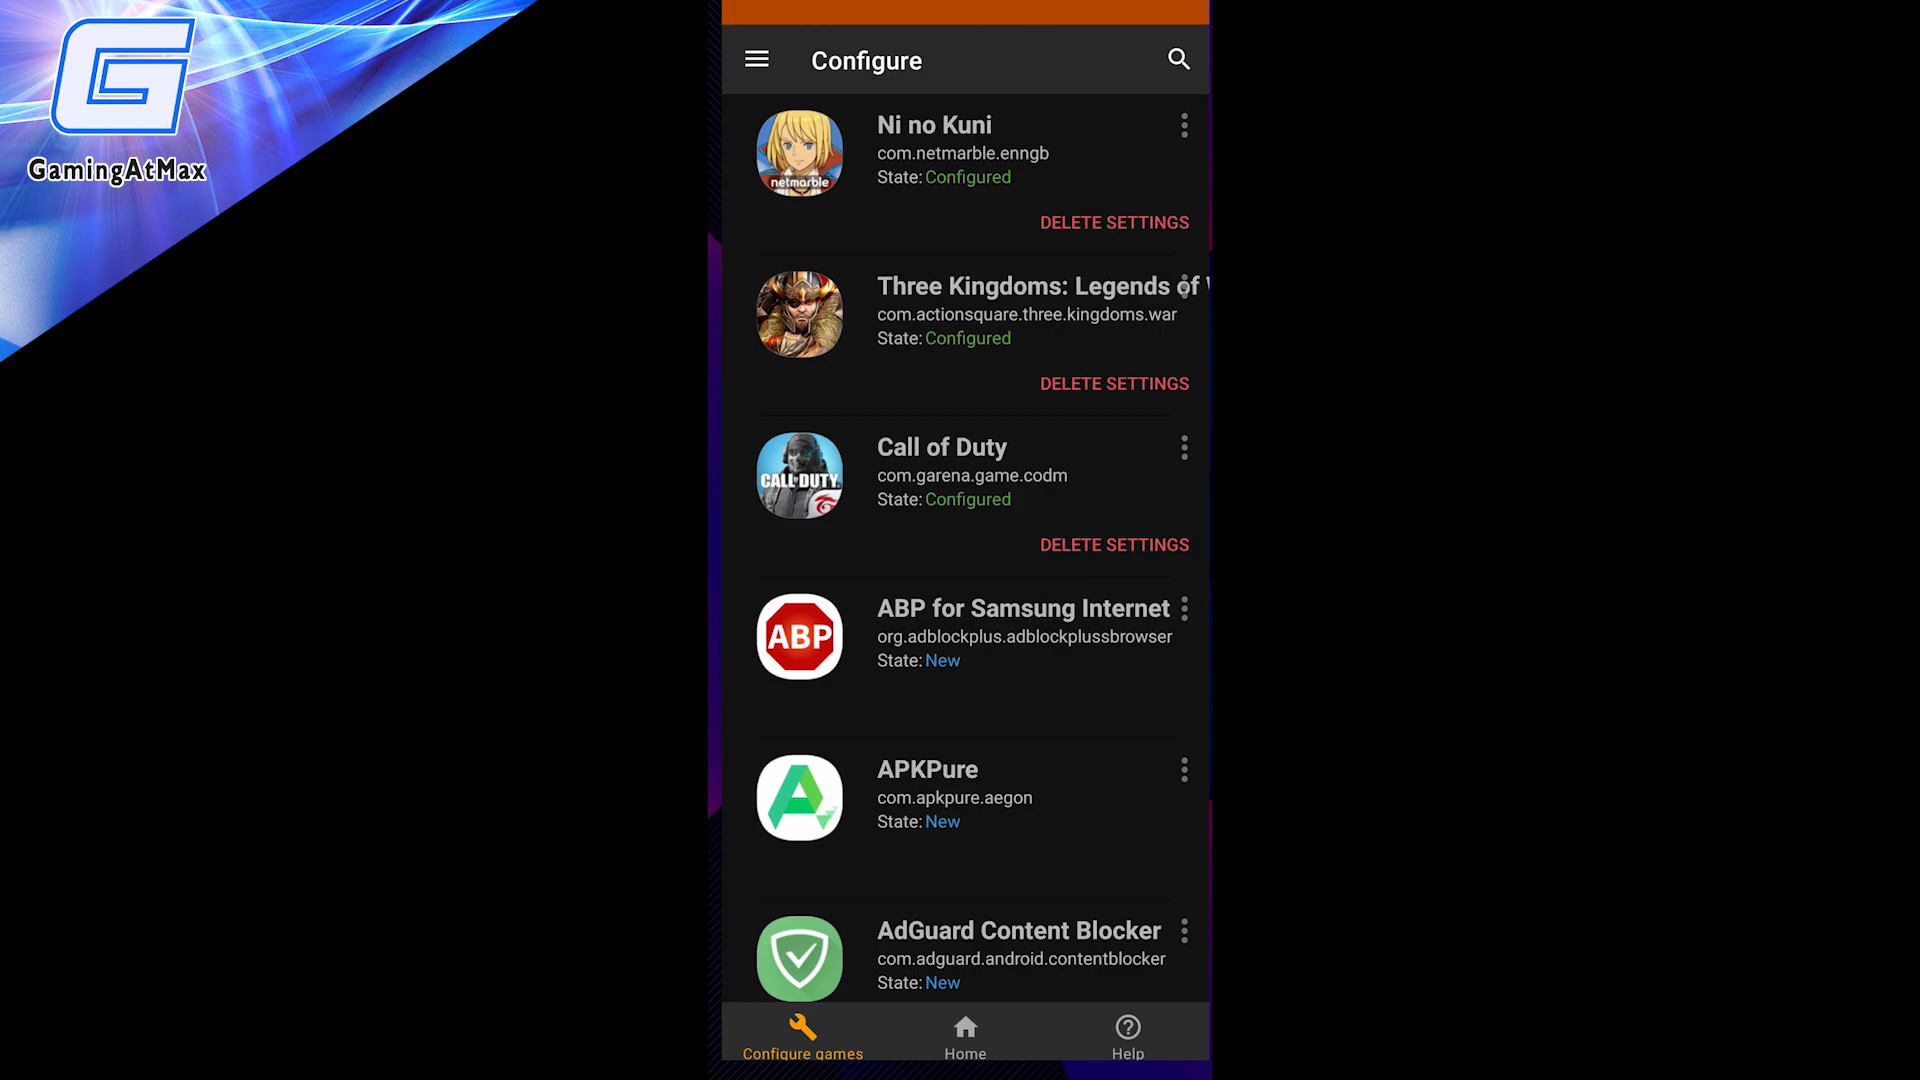 GamingAtMax
Configure
Ni no Kuni
com.netmarble.enngb
State: Configured
netmarble
DELETE SETTINGS
Three Kingdoms: Legends of
com.actionsquare.three.kingdoms.war
State: Configured
DELETE SETTINGS
Call of Duty
com.garena.game.codm
CALL DUTY
State: Configured
DELETE SETTINGS
ABP for Samsung Internet
ABP
org.adblockplus.adblockplussbrowser
State: New
APKPure
com.apkpure.aegon
State: New
AdGuard Content Blocker
com.adguard.android.contentblocker
State: New
Configure games
Home
Help